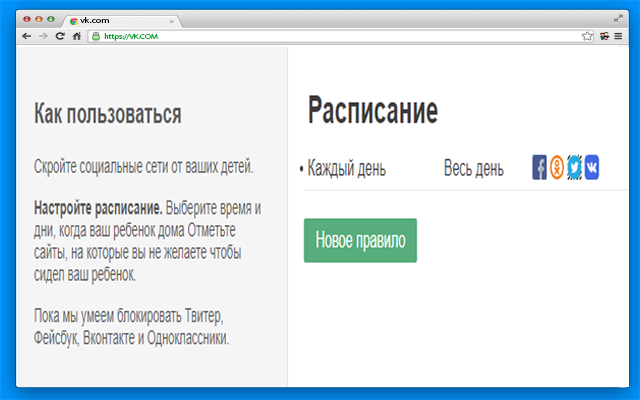 vk.com
https://VK.COM
Как пользоваться
Скройте социальные сети от ваших детей.
Настройте расписание. Выберите время и
дни, когда ваш ребенок дома Отметьте
сайты, на которые вы не желаете чтобы
сидел ваш ребенок.
Пока мы умеем блокировать Твитер,
Фейсбук, Вконтакте и Одноклассники.
Расписание
• Каждый день Весь день
Новое правило